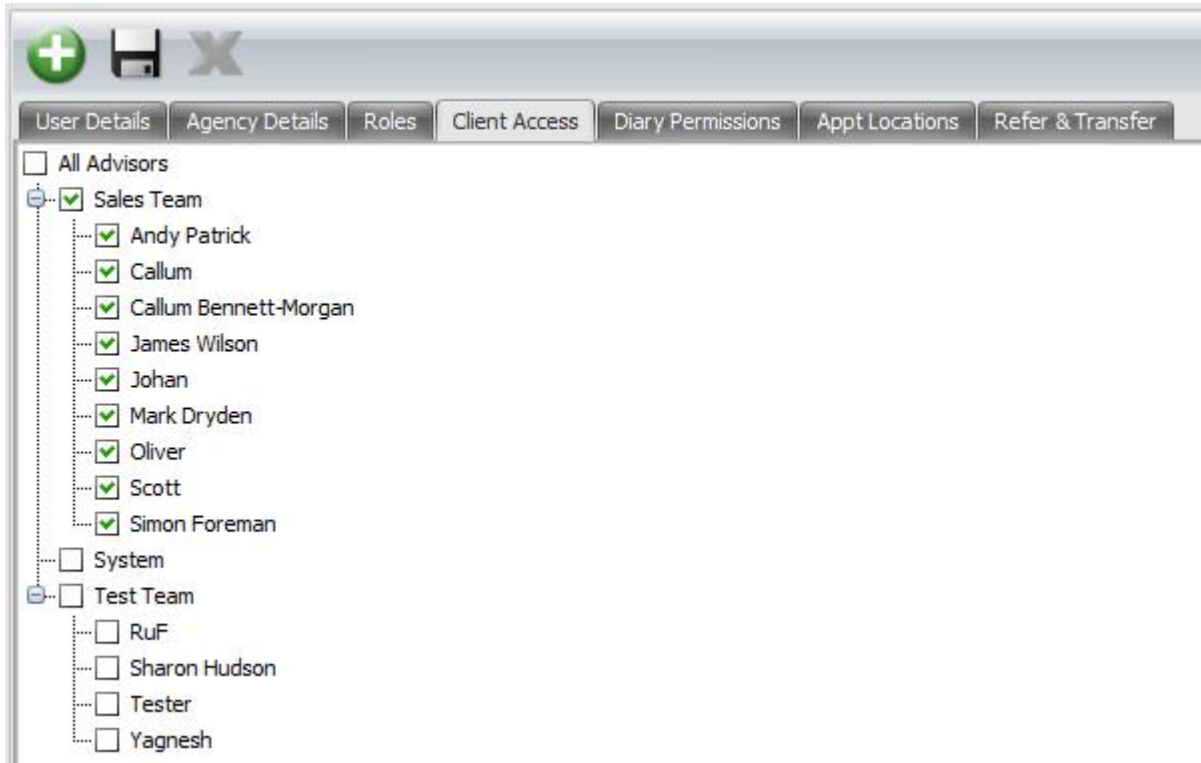 User Details Agency Details Roles Client Access Diary Permissions Appt Locations Refer & Transfer
All Advisors
Sales Team
Andy Patrick
Callum
Callum Bennett-Morgan
James Wilson
Johan
Mark Dryden
Oliver
Scott
Simon Foreman
System
Test Team
RuF
Sharon Hudson
Tester
Yagnesh